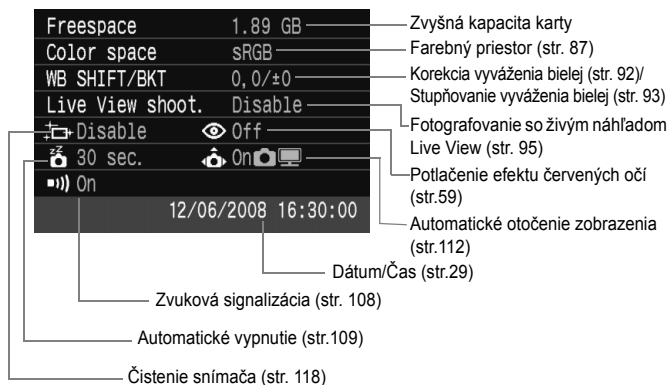 Freespace 1.89 GB
Zvyšná kapacita karty
Color space sRGB
Farebný priestor (str. 87)
WB SHIFT/BKT 0,0/±0
Korekcia vyváženia bielej (str. 92)/
Stupňovanie vyváženia bielej (str. 93)
Live View shoot. Disable
Fotografovanie so živým náhľadom
Live View (str. 95)
Disable Off
Potlačenie efektu červených očí
(str.59)
zz 30 sec. On
Automatické otočenie zobrazenia
(str.112)
On
12/06/2008 16:30:00
Dátum/Čas (str.29)
Zvuková signalizácia (str. 108)
Automatické vypnutie (str.109)
Čistenie snímača (str. 118)